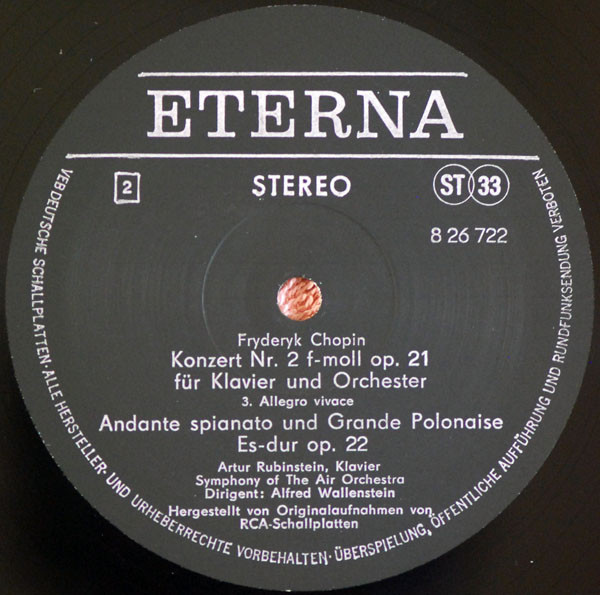 ETERNA
2
STEREO
ST 33
8 26 722
Fryderyk Chopin
Konzert Nr. 2 f-moll op. 21
für Klavier und Orchester
3. Allegro vivace
Andante spianato und Grande Polonaise
Es-dur op. 22
Artur Rubinstein, Klavier
Symphony of The Air Orchestra
Dirigent: Alfred Wallenstein
Hergestellt von Originalaufnahmen von
RCA-Schallplatten
VEB DEUTSCHE SCHALLPLATTEN · ALLE HERSTELLER- UND URHEBERRECHTE VORBEHALTEN · ÜBERSPIELUNG, ÖFFENTLICHE AUFFÜHRUNG UND RUNDFUNKSENDUNG VERBOTEN